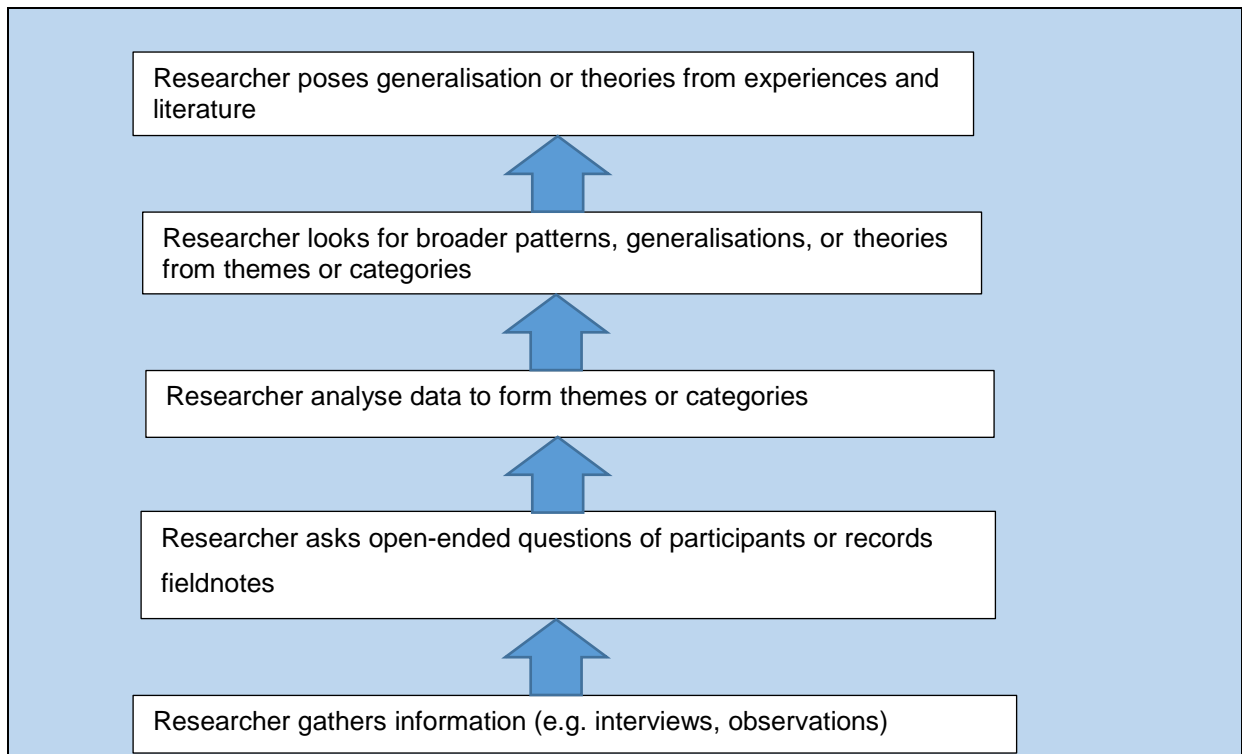 Researcher poses generalisation or theories from experiences and
literature
Researcher looks for broader patterns, generalisations, or theories
from themes or categories
Researcher analyse data to form themes or categories
Researcher asks open-ended questions of participants or records
fieldnotes
Researcher gathers information (e.g. interviews, observations)